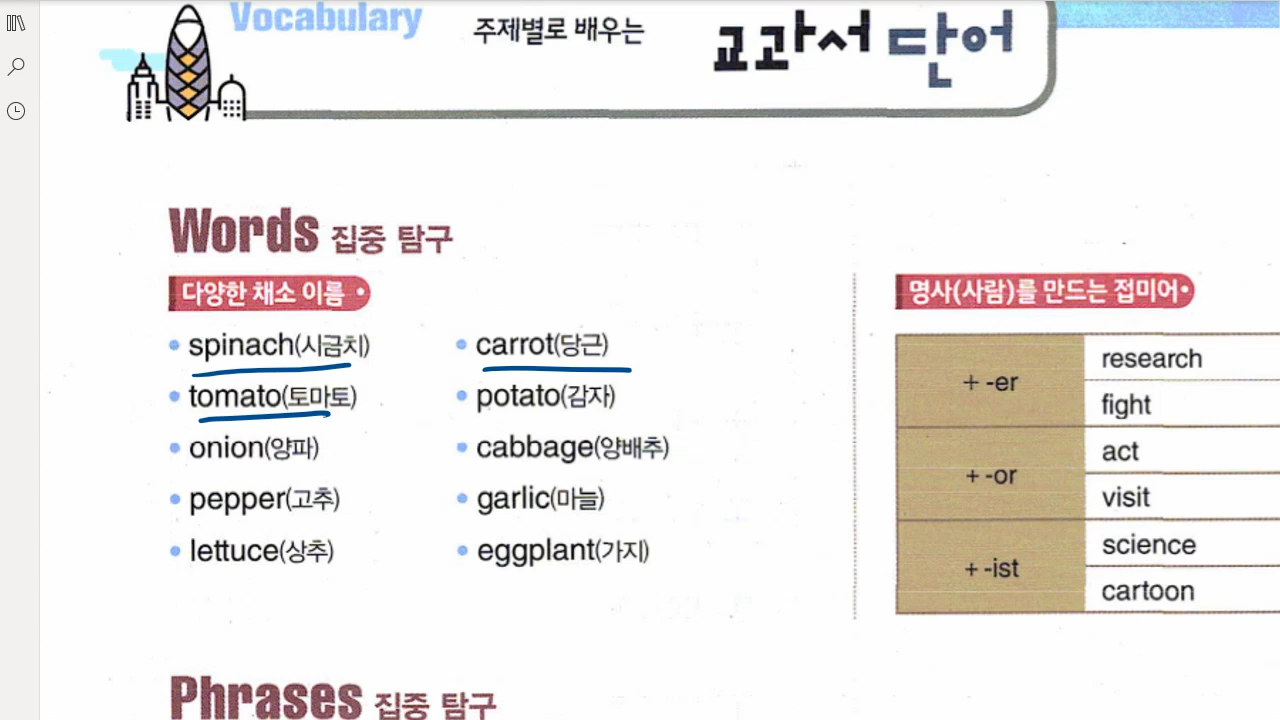 Vocabulary 주제별로 배우는 교과서 단어
Words 집중 탐구
다양한 채소 이름
spinach(시금치)
tomato(토마토)
onion(양파)
pepper(고추)
lettuce(상추)
carrot(당근)
potato(감자)
cabbage(양배추)
garlic(마늘)
eggplant(가지)
명사(사람)를 만드는 접미어
+ -er
research
fight
+ -or
act
visit
+ -ist
science
cartoon
Phrases 집중 탐구